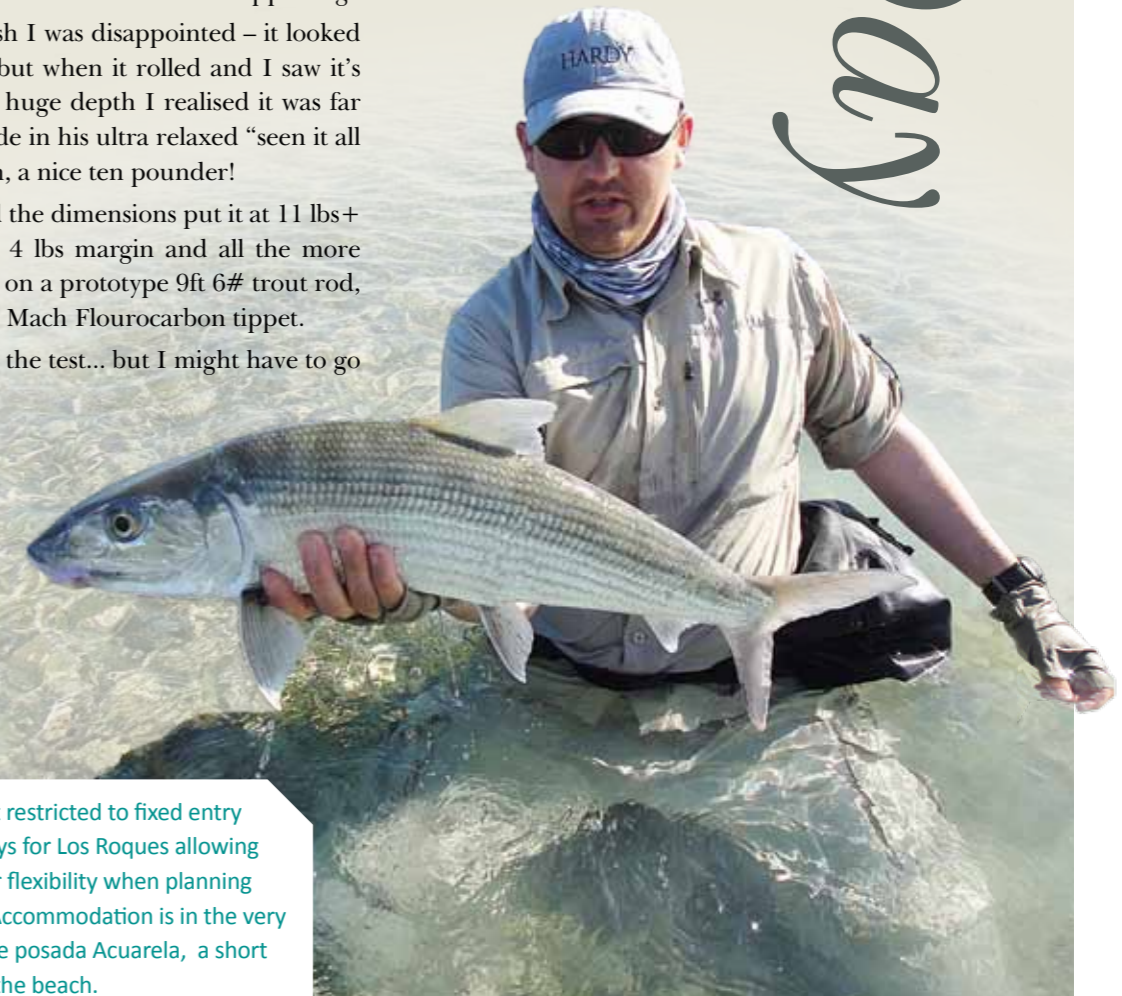 sh I was disappointed – it looked
but when it rolled and I saw it's
huge depth I realised it was far
de in his ultra relaxed “seen it all
n, a nice ten pounder!
d the dimensions put it at 11 lbs+
4 lbs margin and all the more
on a prototype 9ft 6# trout rod,
Mach Flourocarbon tippet.
the test... but I might have to go
HARDY
ay
restricted to fixed entry
ys for Los Roques allowing
r flexibility when planning
Accommodation is in the very
e posada Acuarela, a short
the beach.